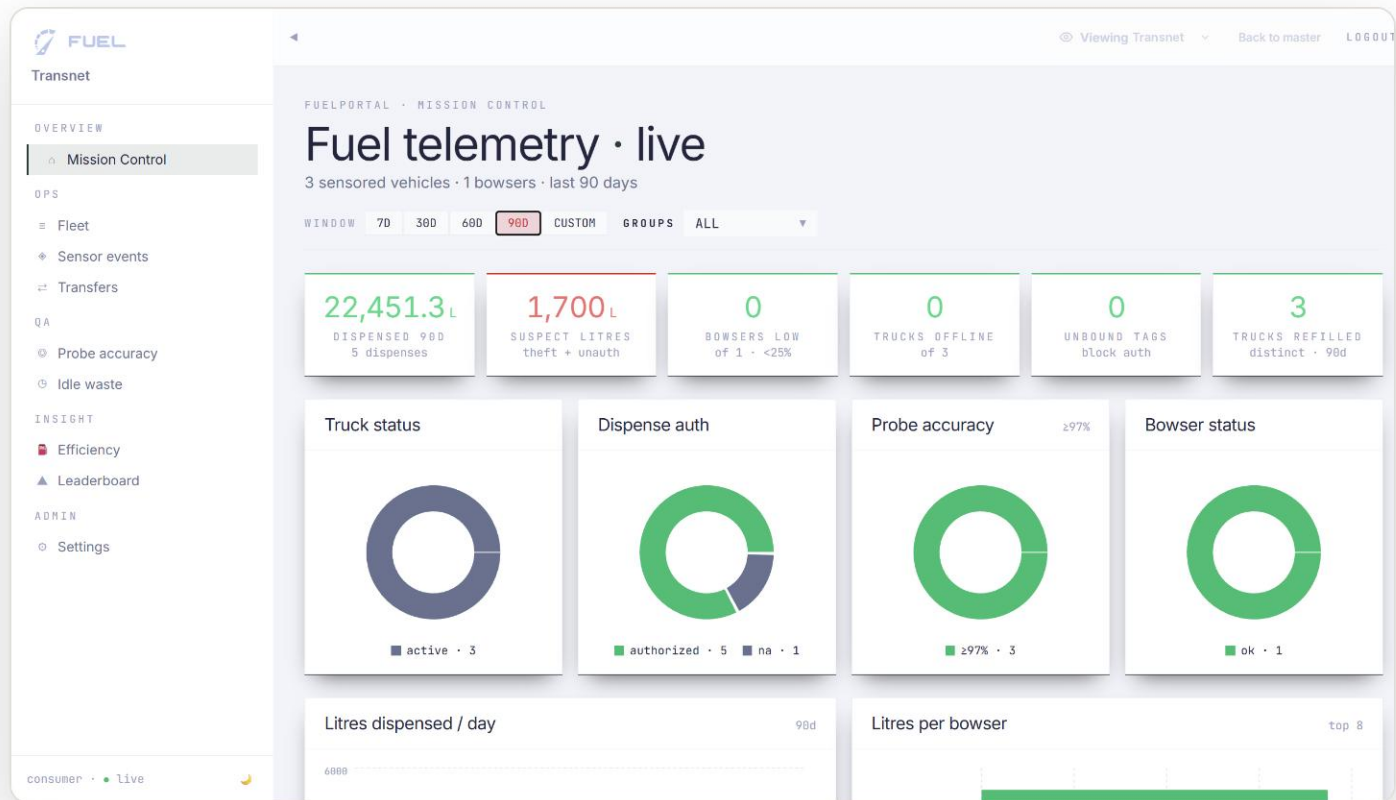 FUEL
Transnet
OVERVIEW
Mission Control
OPS
Fleet
Sensor events
Transfers
QA
Probe accuracy
Idle waste
INSIGHT
Efficiency
Leaderboard
ADMIN
Settings
consumer · live
Viewing Transnet
Back to master
LOGOUT
FUELPORTAL · MISSION CONTROL
Fuel telemetry · live
3 sensored vehicles · 1 bowsers · last 90 days
WINDOW 7D 30D 60D 90D CUSTOM GROUPS ALL
22,451.3 L
DISPENSED 90D
5 dispenses
1,700 L
SUSPECT LITRES
theft + unauth
0
BOWSERS LOW
of 1 · <25%
0
TRUCKS OFFLINE
of 3
0
UNBOUND TAGS
block auth
3
TRUCKS REFILLED
distinct · 90d
Truck status
active · 3
Dispense auth
authorized · 5 na · 1
Probe accuracy ≥97%
≥97% · 3
Bowser status
ok · 1
Litres dispensed / day 90d
6000
Litres per bowser top 8